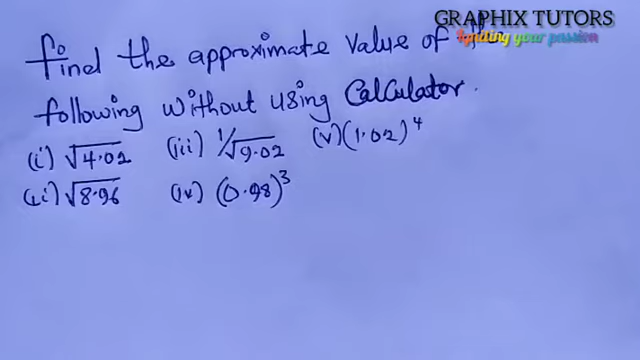 GRAPHIX TUTORS
Igniting your passion
Find the approximate value of
following without using Calculator.
(i) √4.02 (iii) 1/√9.02 (v) (1.02)⁴
(ii) √8.96 (iv) (0.98)³